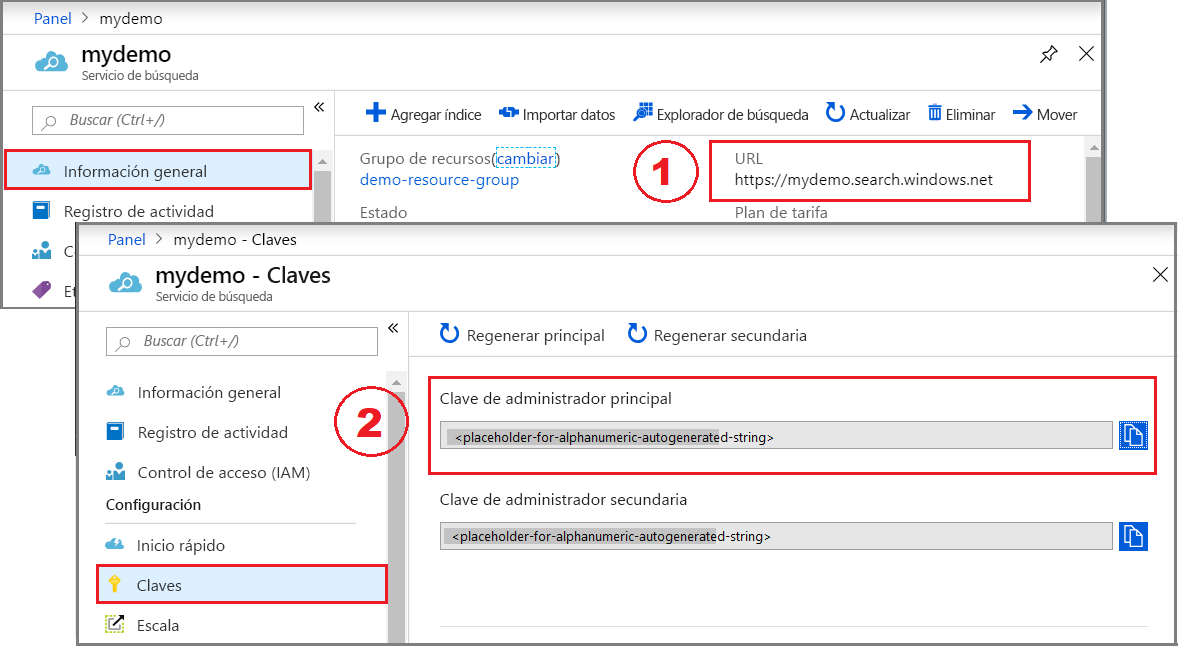 Panel > mydemo
mydemo
Servicio de búsqueda
Buscar (Ctrl+/)
«
Agregar índice
Importar datos
Explorador de búsqueda
Actualizar
Eliminar
Mover
Información general
Registro de actividad
C
Et
Grupo de recursos(cambiar)
demo-resource-group
Estado
1
URL
https://mydemo.search.windows.net
Plan de tarifa
Panel > mydemo - Claves
mydemo - Claves
Servicio de búsqueda
Buscar (Ctrl+/)
«
Regenerar principal
Regenerar secundaria
Información general
Registro de actividad
Control de acceso (IAM)
Configuración
Inicio rápido
Claves
Escala
2
Clave de administrador principal
<placeholder-for-alphanumeric-autogenerated-string>
Clave de administrador secundaria
<placeholder-for-alphanumeric-autogenerated-string>